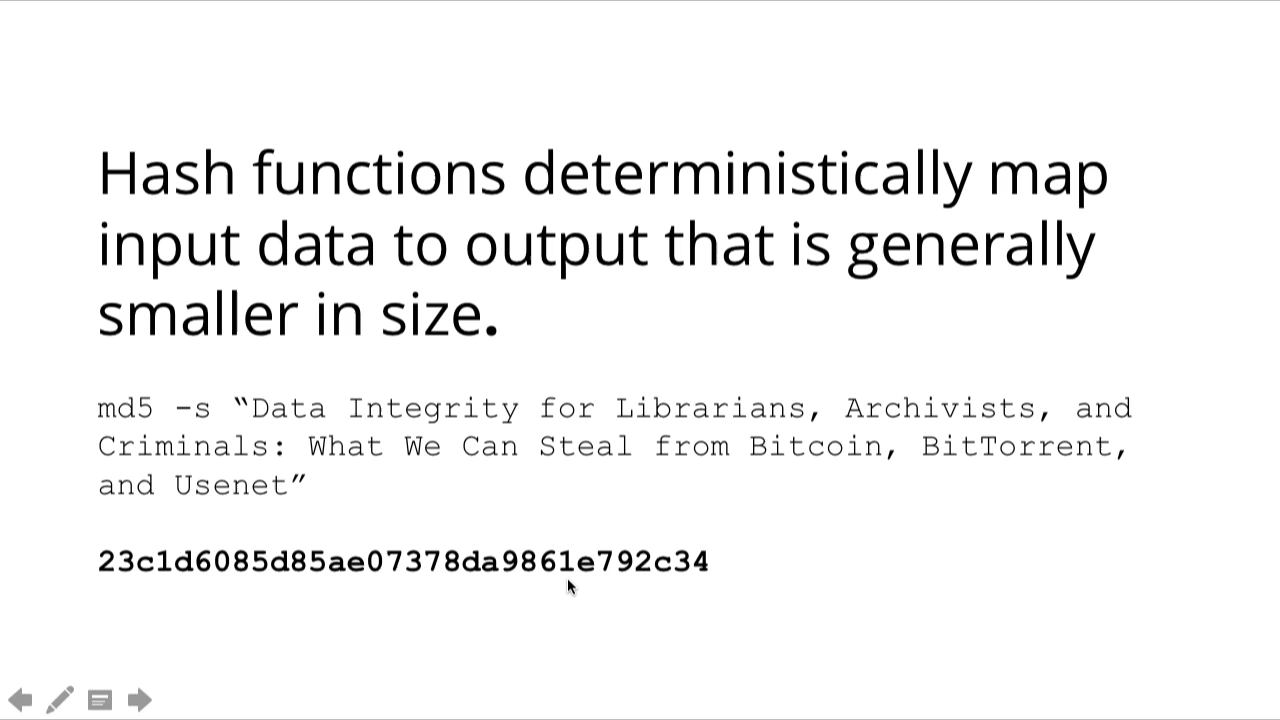 Hash functions deterministically map
input data to output that is generally
smaller in size.
md5 -s “Data Integrity for Librarians, Archivists, and
Criminals: What We Can Steal from Bitcoin, BitTorrent,
and Usenet”
23c1d6085d85ae07378da9861e792c34